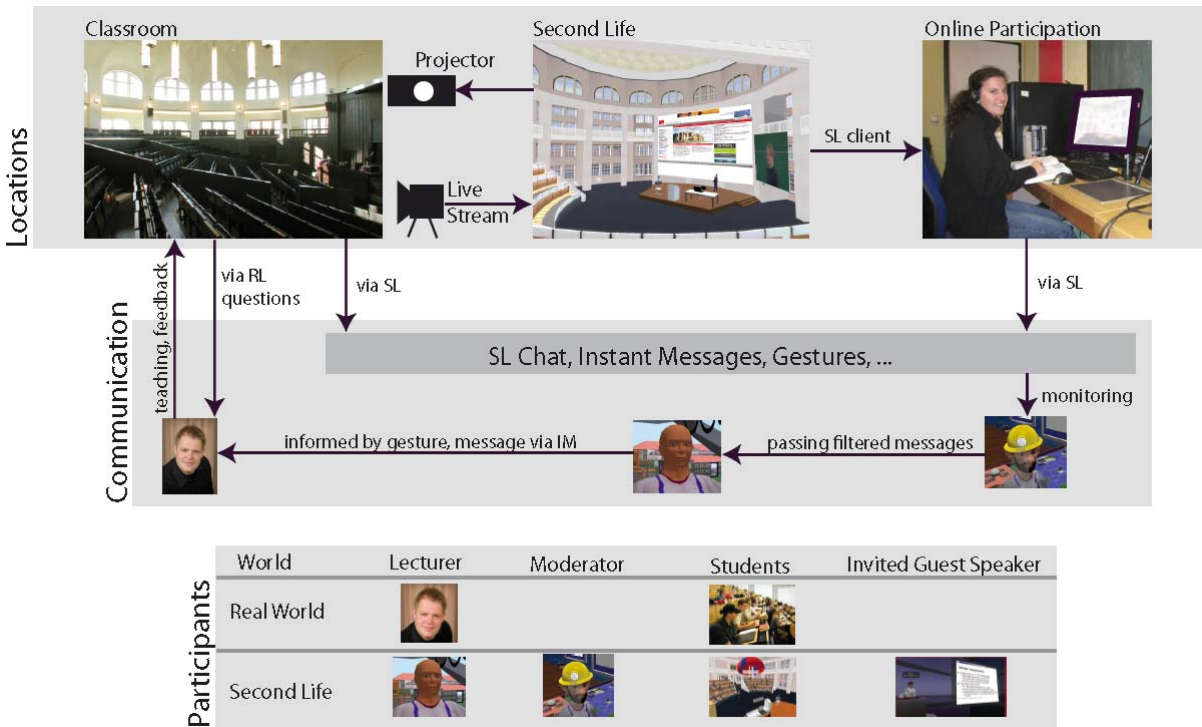 Classroom
Second Life
Online Participation
Projector
SL client
Live
Stream
Locations
via RL
questions
via SL
via SL
teaching, feedback
Communication
SL Chat, Instant Messages, Gestures, ...
monitoring
informed by gesture, message via IM
passing filtered messages
Participants
World
Lecturer
Moderator
Students
Invited Guest Speaker
Real World
Second Life